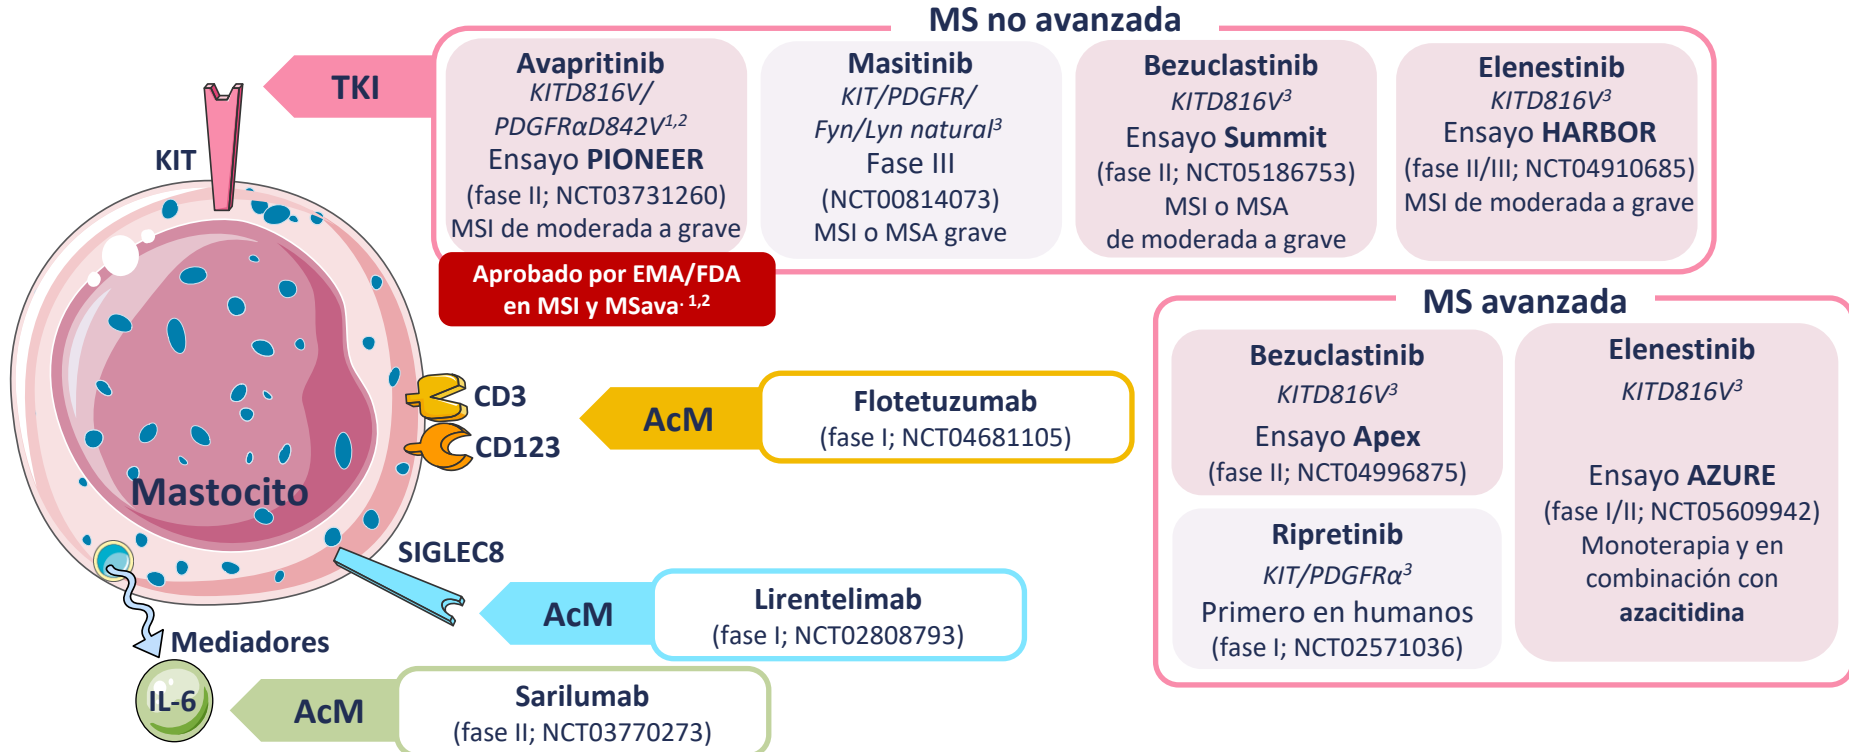 MS no avanzada
TKI
Avapritinib
KITD816V/
PDGFRαD842V1,2
Ensayo PIONEER
(fase II; NCT03731260)
MSI de moderada a grave
Aprobado por EMA/FDA
en MSI y MSava. 1,2
Masitinib
KIT/PDGFR/
Fyn/Lyn natural3
Fase III
(NCT00814073)
MSI o MSA grave
Bezuclastinib
KITD816V3
Ensayo Summit
(fase II; NCT05186753)
MSI o MSA
de moderada a grave
Elenestinib
KITD816V3
Ensayo HARBOR
(fase II/III; NCT04910685)
MSI de moderada a grave
KIT
Mastocito
CD3
CD123
AcM
Flotetuzumab
(fase I; NCT04681105)
SIGLEC8
AcM
Lirentelimab
(fase I; NCT02808793)
Mediadores
IL-6
AcM
Sarilumab
(fase II; NCT03770273)
MS avanzada
Bezuclastinib
KITD816V3
Ensayo Apex
(fase II; NCT04996875)
Ripretinib
KIT/PDGFRα3
Primero en humanos
(fase I; NCT02571036)
Elenestinib
KITD816V3
Ensayo AZURE
(fase I/II; NCT05609942)
Monoterapia y en
combinación con
azacitidina